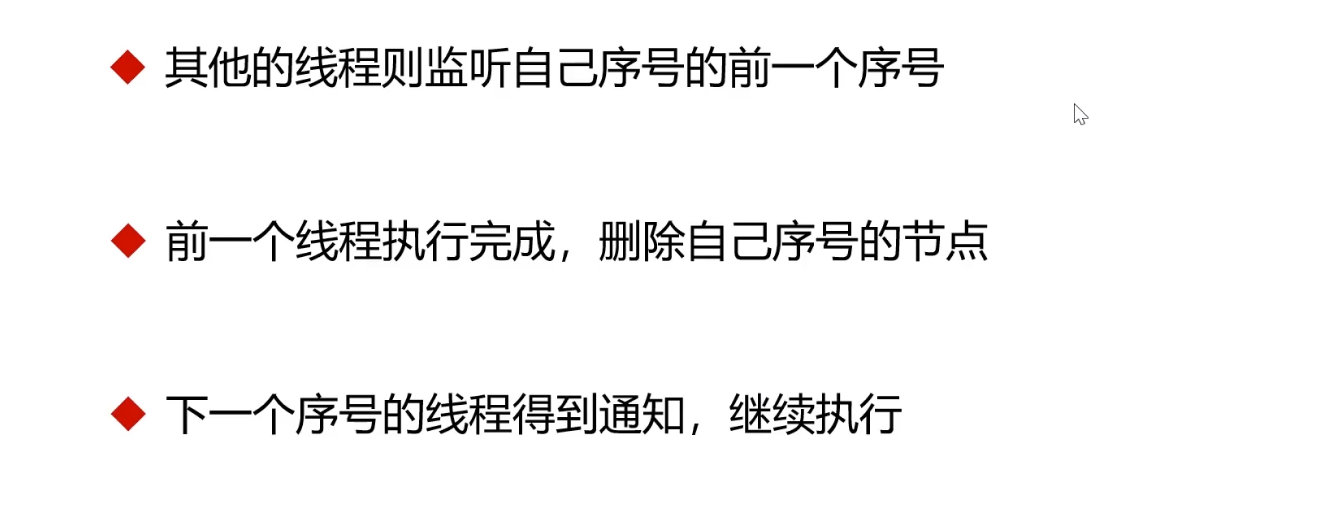 其他的线程则监听自己序号的前一个序号
前一个线程执行完成，删除自己序号的节点
下一个序号的线程得到通知，继续执行